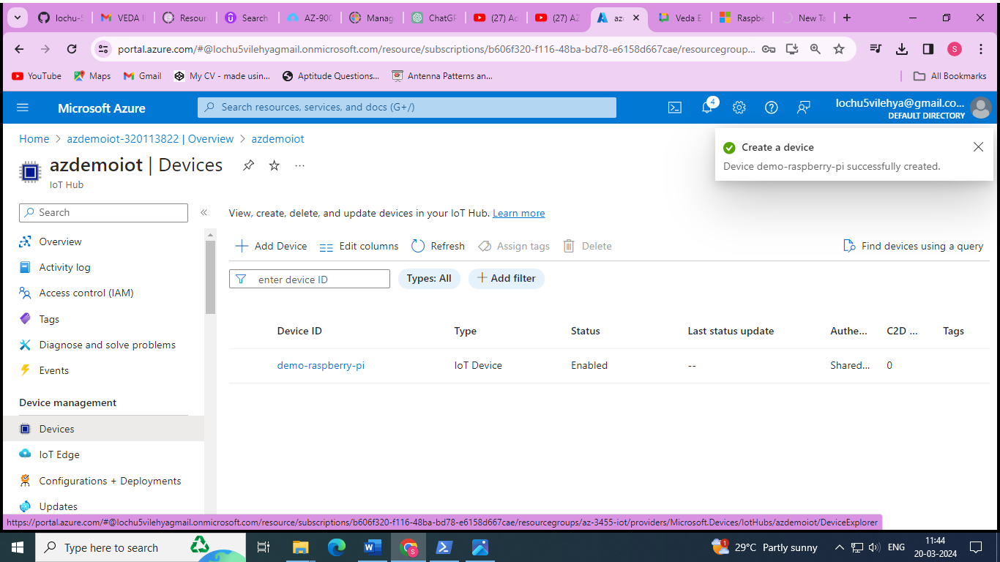 lochu-5
VEDA I
Resour
Search
AZ-900
Manag
ChatGP
(27) Ac
(27) AZ
az
Veda E
Raspbe
New Ta
portal.azure.com/#@lochu5vilehyagmail.onmicrosoft.com/resource/subscriptions/b606f320-f116-48ba-bd78-e6158d667cae/resourcegroup...
S
YouTube
Maps
Gmail
My CV - made usin...
Aptitude Questions...
Antenna Patterns an...
All Bookmarks
Microsoft Azure
Search resources, services, and docs (G+/)
4
lochu5vilehya@gmail.co...
DEFAULT DIRECTORY
Home > azdemoiot-320113822 | Overview > azdemoiot
azdemoiot | Devices
IoT Hub
Create a device
Device demo-raspberry-pi successfully created.
Search
Overview
Activity log
Access control (IAM)
Tags
Diagnose and solve problems
Events
Device management
Devices
IoT Edge
Configurations + Deployments
Updates
View, create, delete, and update devices in your IoT Hub. Learn more
Add Device
Edit columns
Refresh
Assign tags
Delete
Find devices using a query
enter device ID
Types: All
Add filter
Device ID Type Status Last status update Authe... C2D ... Tags
demo-raspberry-pi IoT Device Enabled -- Shared... 0
https://portal.azure.com/#@lochu5vilehyagmail.onmicrosoft.com/resource/subscriptions/b606f320-f116-48ba-bd78-e6158d667cae/resourcegroups/az-3455-iot/providers/Microsoft.Devices/IotHubs/azdemoiot/DeviceExplorer
Type here to search
1
29°C Partly sunny
ENG
11:44
20-03-2024